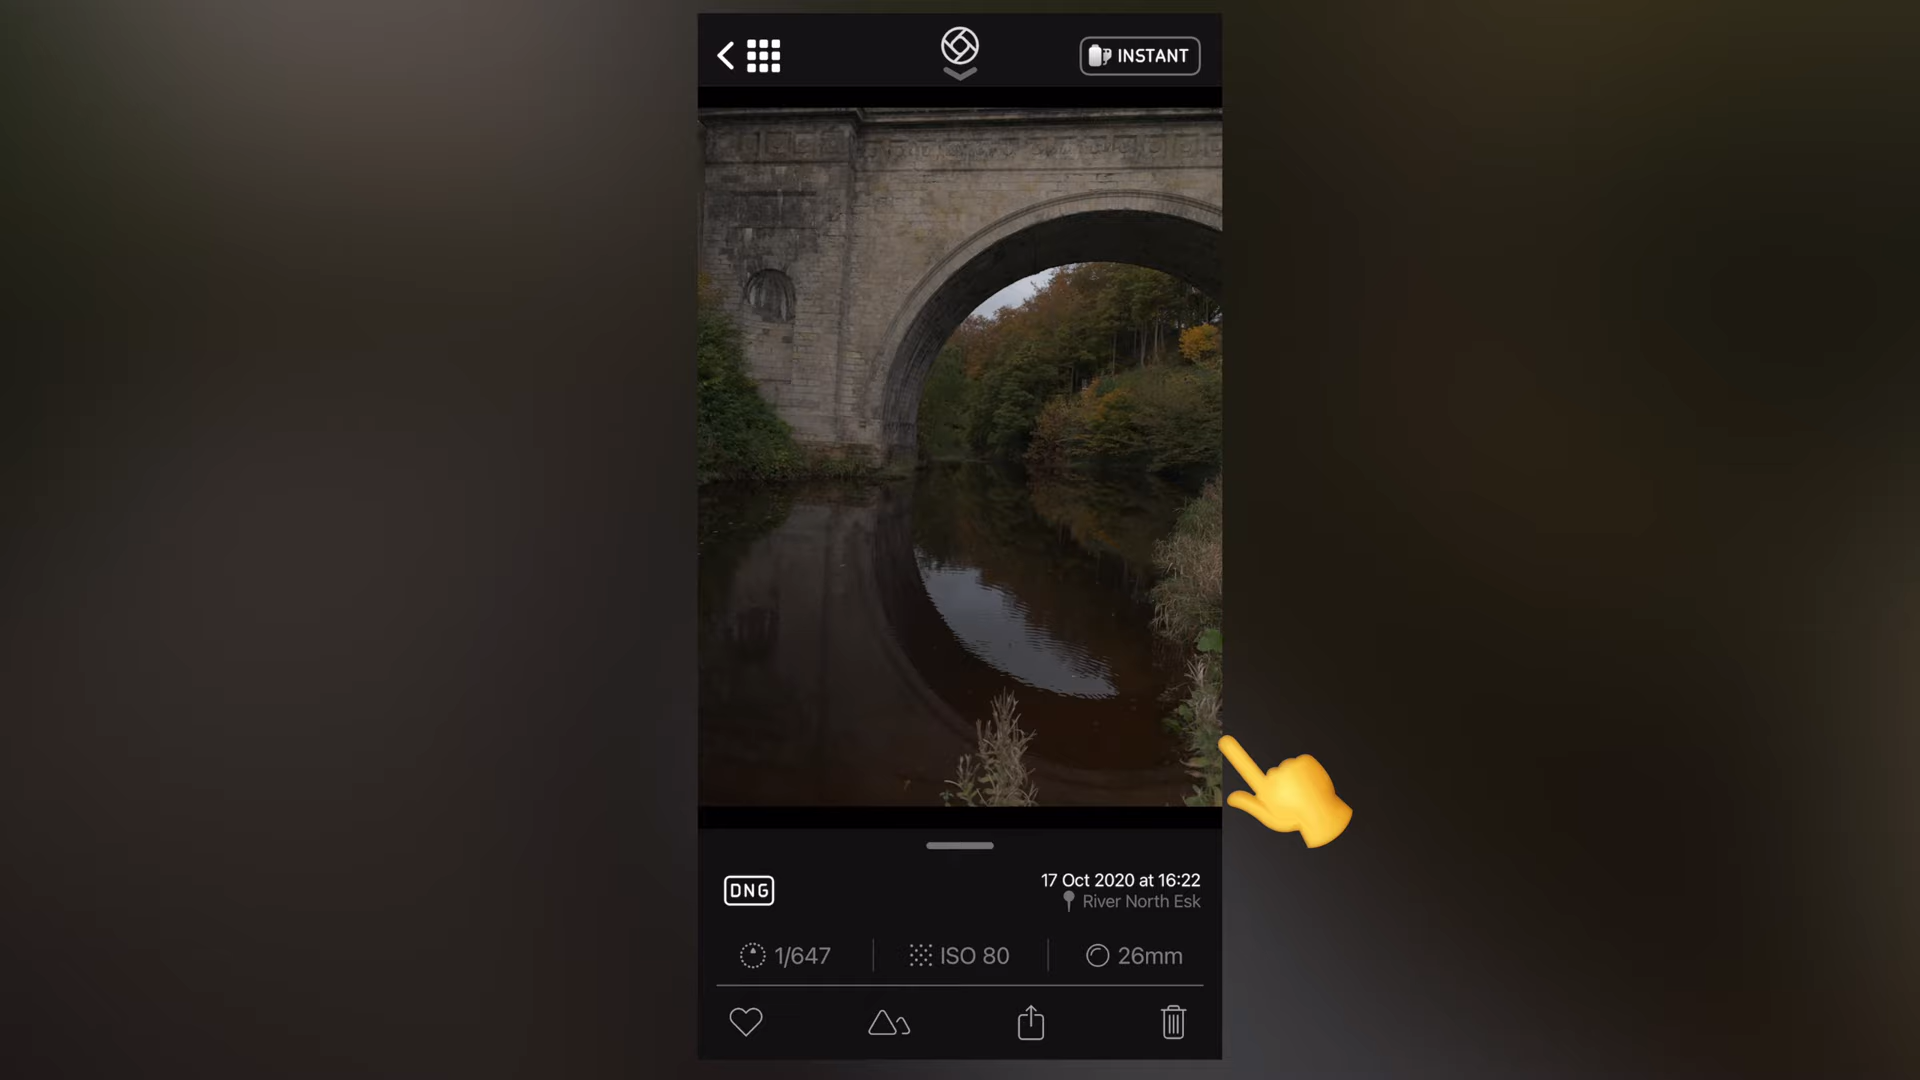 INSTANT
DNG
17 Oct 2020 at 16:22
River North Esk
1/647
ISO 80
26mm